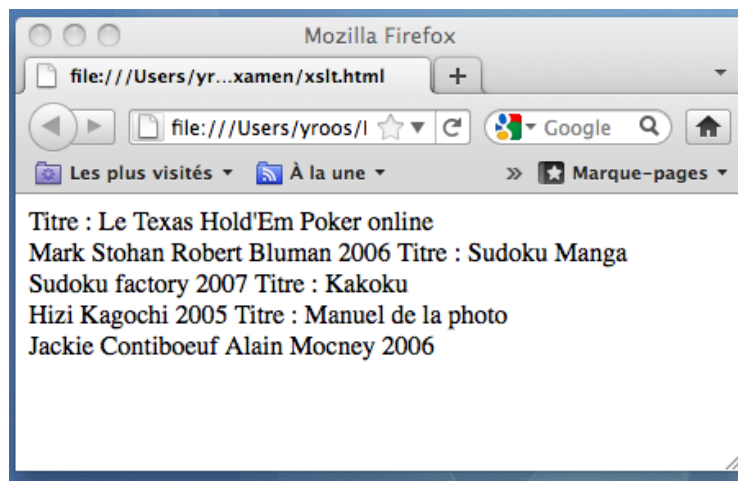 Mozilla Firefox
file:///Users/yr...xamen/xslt.html
file:///Users/yroos/l
Google
Les plus visités
À la une
» Marque-pages
Titre : Le Texas Hold'Em Poker online
Mark Stohan Robert Bluman 2006 Titre : Sudoku Manga
Sudoku factory 2007 Titre : Kakoku
Hizi Kagochi 2005 Titre : Manuel de la photo
Jackie Contiboeuf Alain Mocney 2006